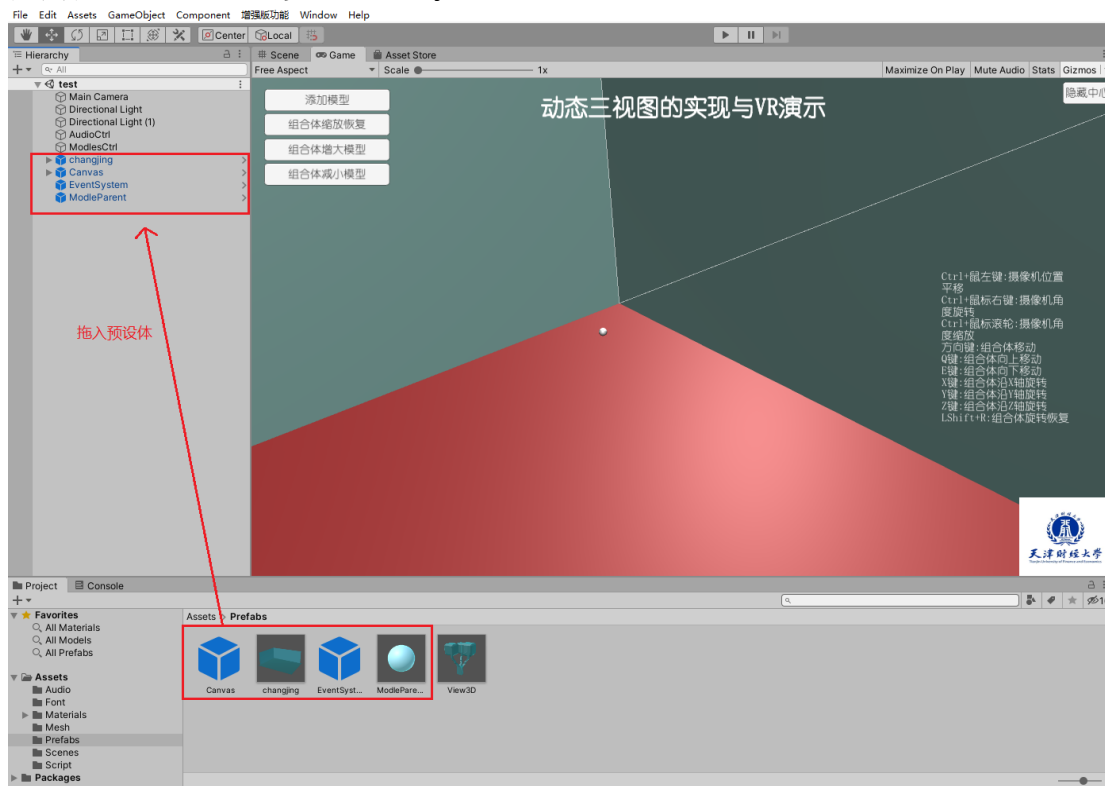 File Edit Assets GameObject Component 增强版功能 Window Help
Center Local
Hierarchy
Scene Game Asset Store
All
Free Aspect Scale 1x Maximize On Play Mute Audio Stats Gizmos
test
Main Camera
Directional Light
Directional Light (1)
AudioCtrl
ModlesCtrl
changjing
Canvas
EventSystem
ModleParent
拖入预设体
添加模型
组合体缩放恢复
组合体增大模型
组合体减小模型
动态三视图的实现与VR演示
隐藏中心
Ctrl+鼠左键:摄像机位置
平移
Ctrl+鼠标右键:摄像机角
度旋转
Ctrl+鼠标滚轮:摄像机角
度缩放
方向键:组合体移动
Q键:组合体向上移动
E键:组合体向下移动
X键:组合体沿X轴旋转
Y键:组合体沿Y轴旋转
Z键:组合体沿Z轴旋转
LShift+R:组合体旋转恢复
天津财经大学
Project Console
Favorites
All Materials
All Models
All Prefabs
Assets
Audio
Font
Materials
Mesh
Prefabs
Scenes
Script
Packages
Assets > Prefabs
Canvas changjing EventSyst... ModlePare... View3D